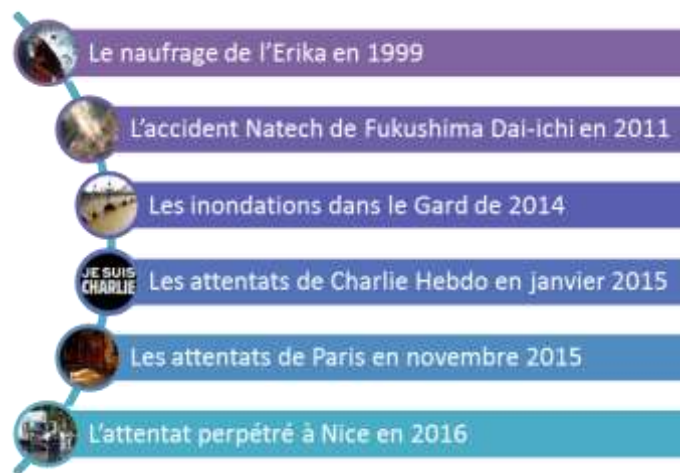 Le naufrage de l'Erika en 1999
L'accident Natech de Fukushima Dai-ichi en 2011
Les inondations dans le Gard de 2014
JE SUIS
CHARLIE
Les attentats de Charlie Hebdo en janvier 2015
Les attentats de Paris en novembre 2015
L'attentat perpétré à Nice en 2016